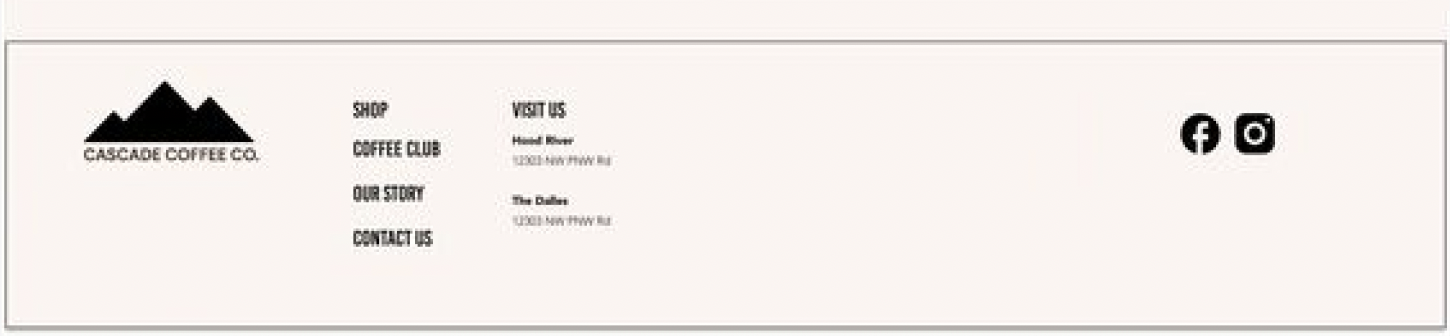 CASCADE COFFEE CO.
SHOP
COFFEE CLUB
OUR STORY
CONTACT US
VISIT US
Hood River
12303 NW PNW Rd
The Dalles
12303 NW PNW Rd